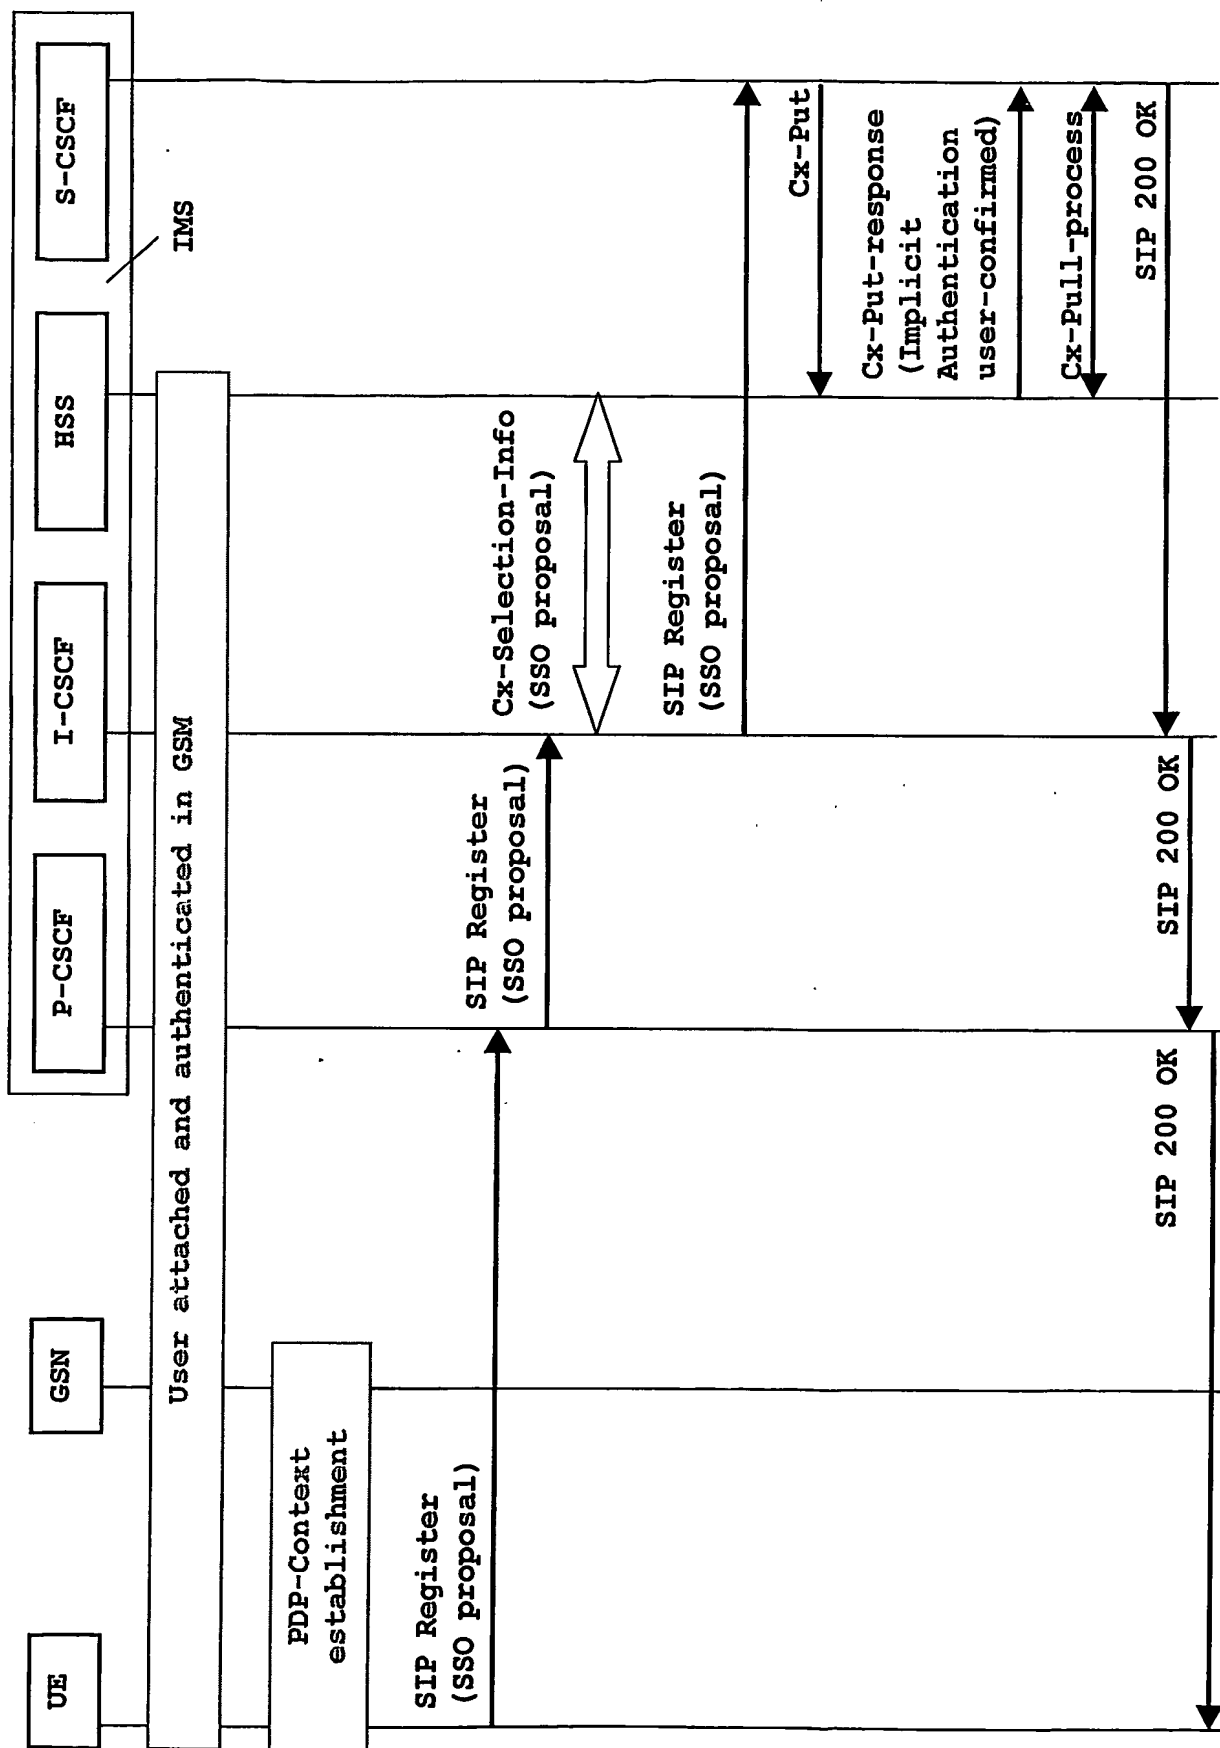 UE
GSN
P-CSCF
I-CSCF
HSS
S-CSCF
IMS
User attached and authenticated in GSM
PDP-Context
establishment
SIP Register
(SSO proposal)
SIP Register
(SSO proposal)
Cx-Selection-Info
(SSO proposal)
SIP Register
(SSO proposal)
Cx-Put
Cx-Put-response
(Implicit
Authentication
user-confirmed)
Cx-Pull-process
SIP 200 OK
SIP 200 OK
SIP 200 OK